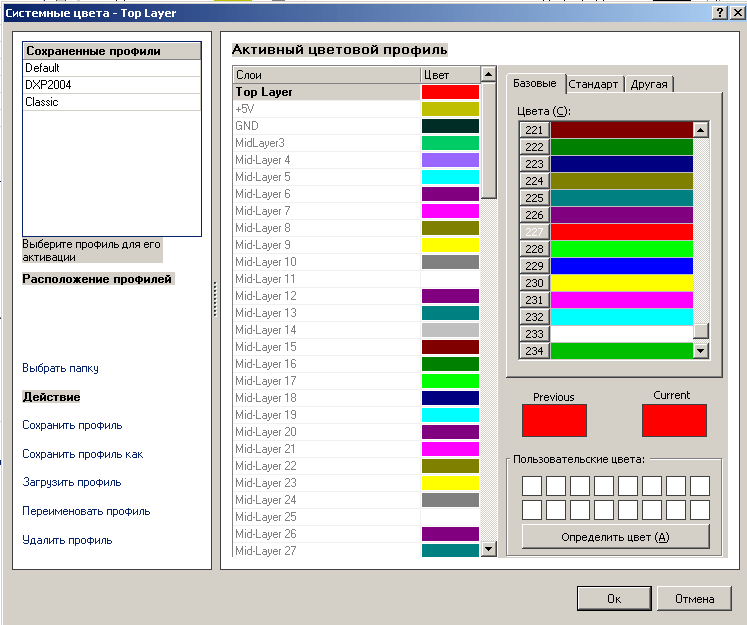 Системные цвета - Top Layer
Сохраненные профили
Default
DXP2004
Classic
Выберите профиль для его
активации
Расположение профилей
Выбрать папку
Действие
Сохранить профиль
Сохранить профиль как
Загрузить профиль
Переименовать профиль
Удалить профиль
Активный цветовой профиль
Слои Цвет
Top Layer
+5V
GND
MidLayer3
Mid-Layer 4
Mid-Layer 5
Mid-Layer 6
Mid-Layer 7
Mid-Layer 8
Mid-Layer 9
Mid-Layer 10
Mid-Layer 11
Mid-Layer 12
Mid-Layer 13
Mid-Layer 14
Mid-Layer 15
Mid-Layer 16
Mid-Layer 17
Mid-Layer 18
Mid-Layer 19
Mid-Layer 20
Mid-Layer 21
Mid-Layer 22
Mid-Layer 23
Mid-Layer 24
Mid-Layer 25
Mid-Layer 26
Mid-Layer 27
Базовые Стандарт Другая
Цвета (C):
221
222
223
224
225
226
227
228
229
230
231
232
233
234
Previous Current
Пользовательские цвета:
Определить цвет (A)
Ок Отмена